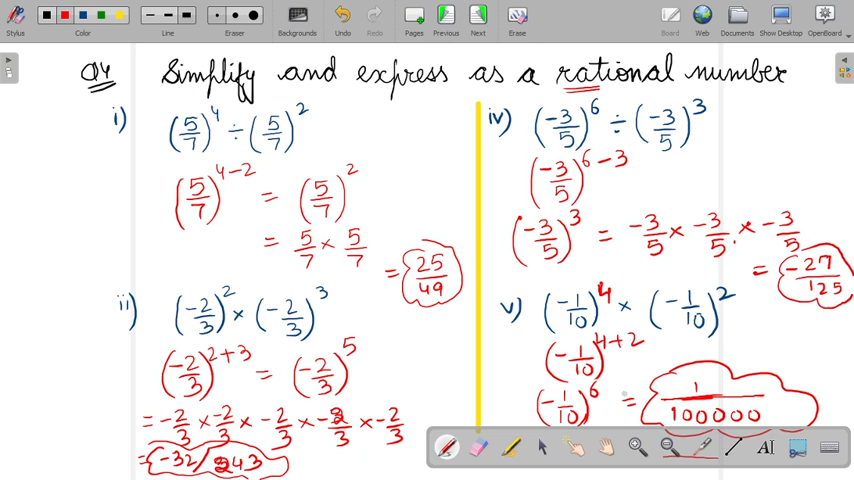 Stylus Color Line Eraser Backgrounds Undo Pages Previous Next Erase Board Web Documents Show Desktop OpenBoard
Q4 Simplify and express as a rational number
i) (5/7)^4 ÷ (5/7)^2
(5/7)^4-2 = (5/7)^2
= 5/7 × 5/7
= 25/49
ii) (-2/3)^2 × (-2/3)^3
(-2/3)^2+3 = (-2/3)^5
= -2/3 × -2/3 × -2/3 × -2/3 × -2/3
= -32/243
iv) (-3/5)^6 ÷ (-3/5)^3
(-3/5)^6-3
(-3/5)^3 = -3/5 × -3/5 × -3/5
= -27/125
v) (-1/10)^4 × (-1/10)^2
(-1/10)^4+2
(-1/10)^6 = 1/1000000